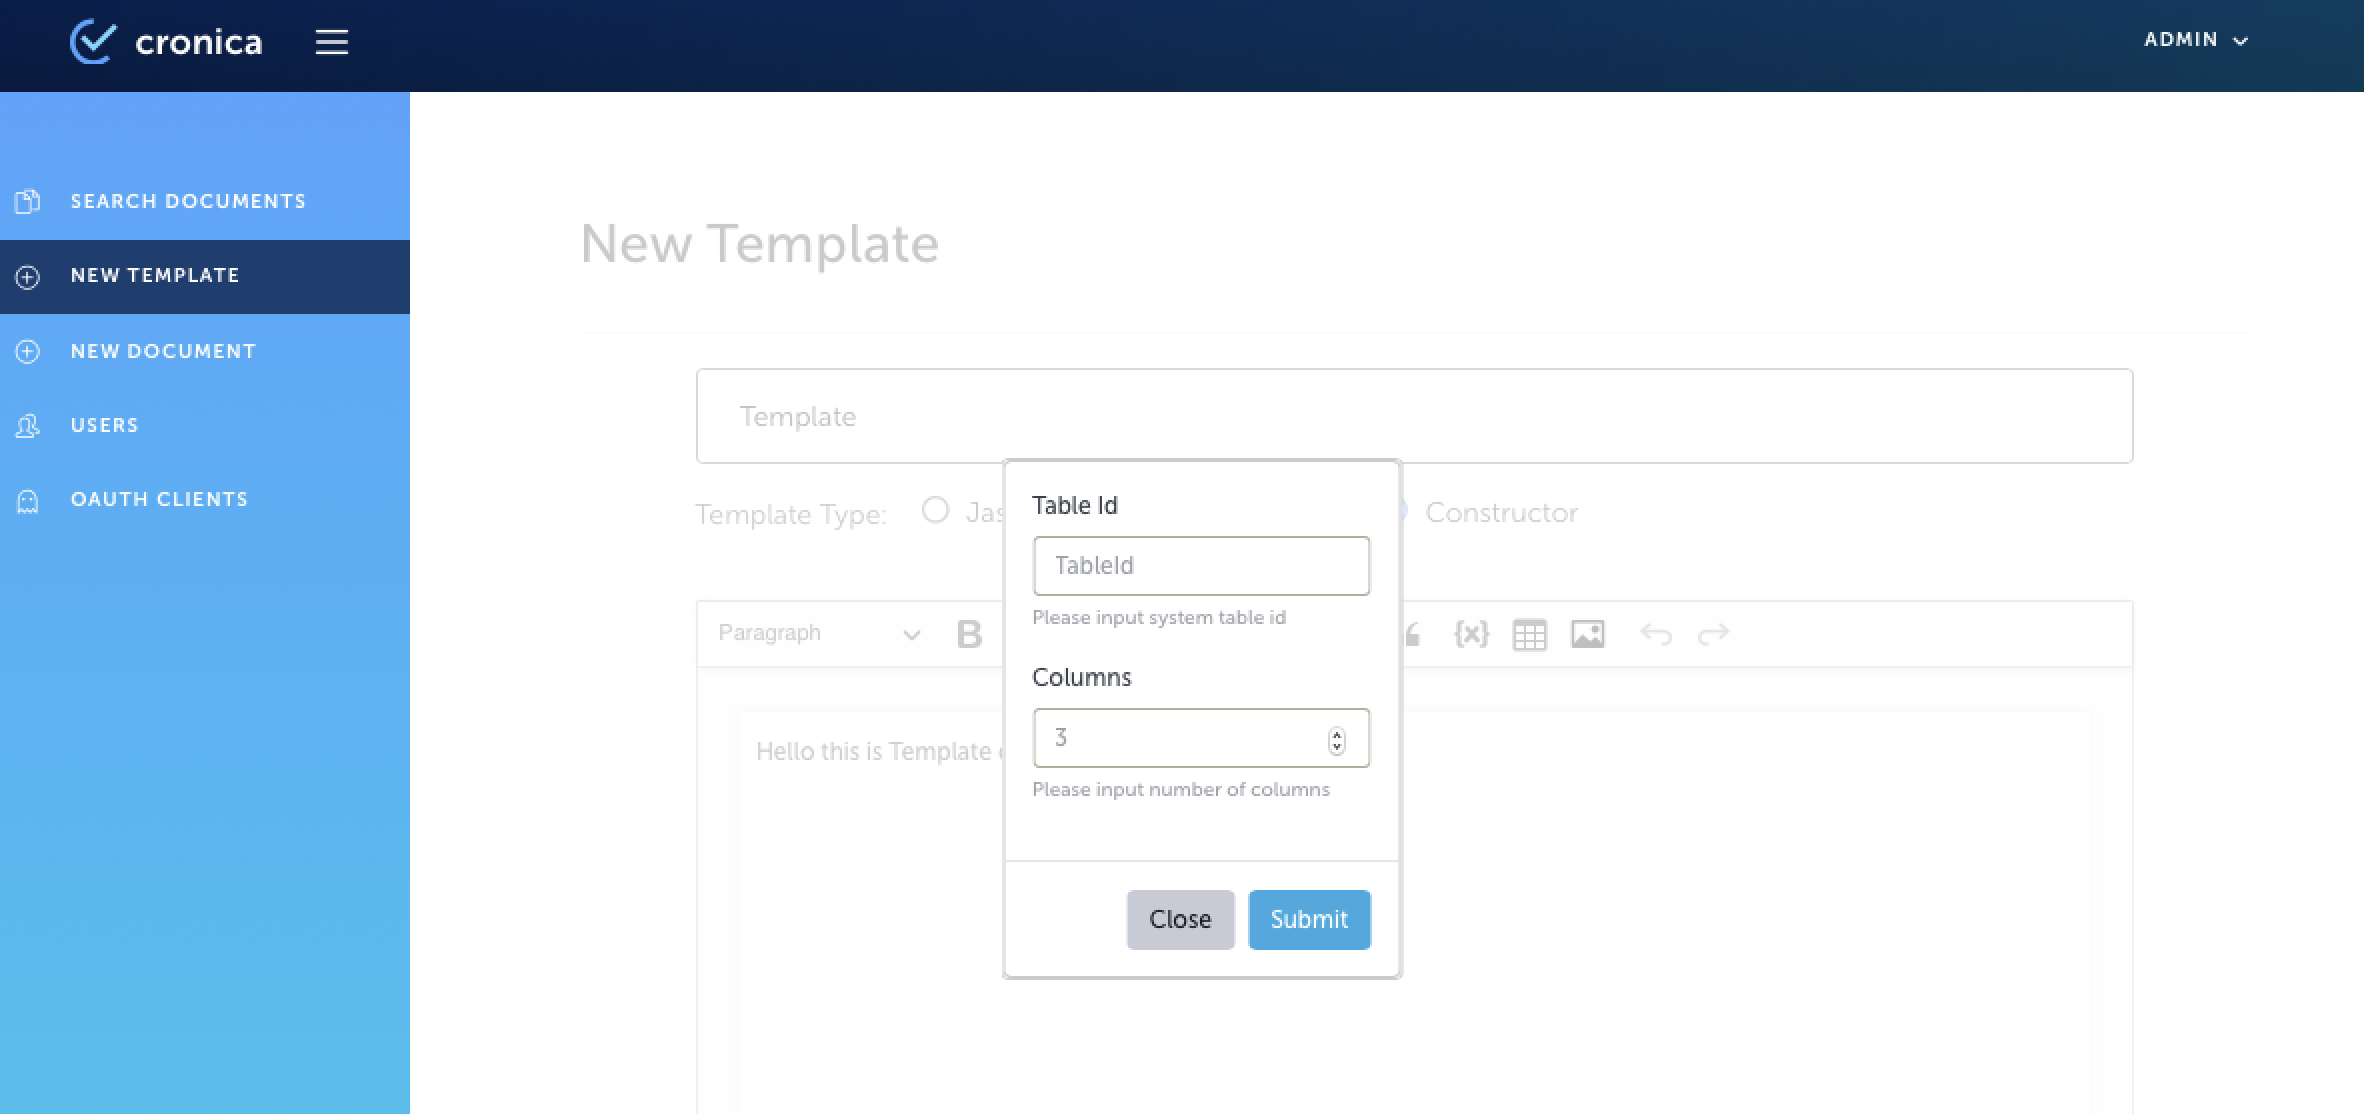 cronica
ADMIN
SEARCH DOCUMENTS
NEW TEMPLATE
NEW DOCUMENT
USERS
OAUTH CLIENTS
New Template
Template
Template Type:
Constructor
Table Id
TableId
Please input system table id
Paragraph B {x}
Columns
3
Please input number of columns
Hello this is Template
Close Submit